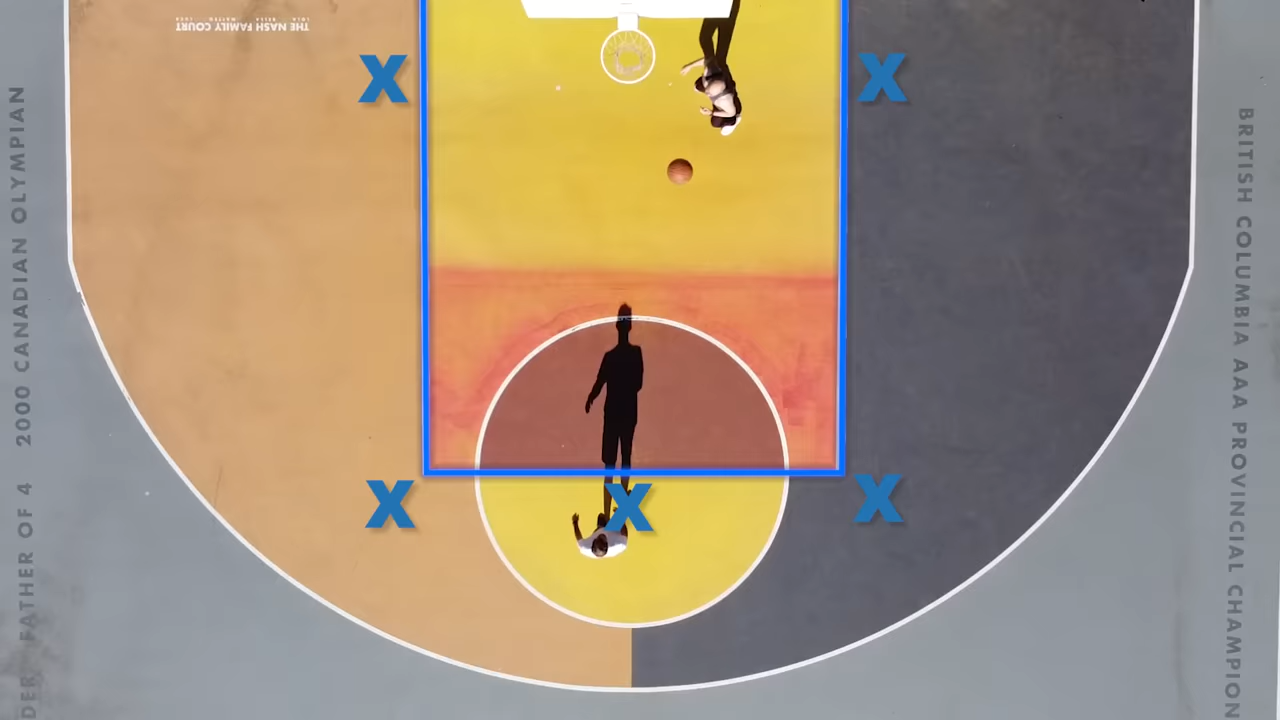 THE NASH FAMILY COURT
FATHER OF 4 2000 CANADIAN OLYMPIAN
BRITISH COLUMBIA AAA PROVINCIAL CHAMPION
X
X
X
X
X